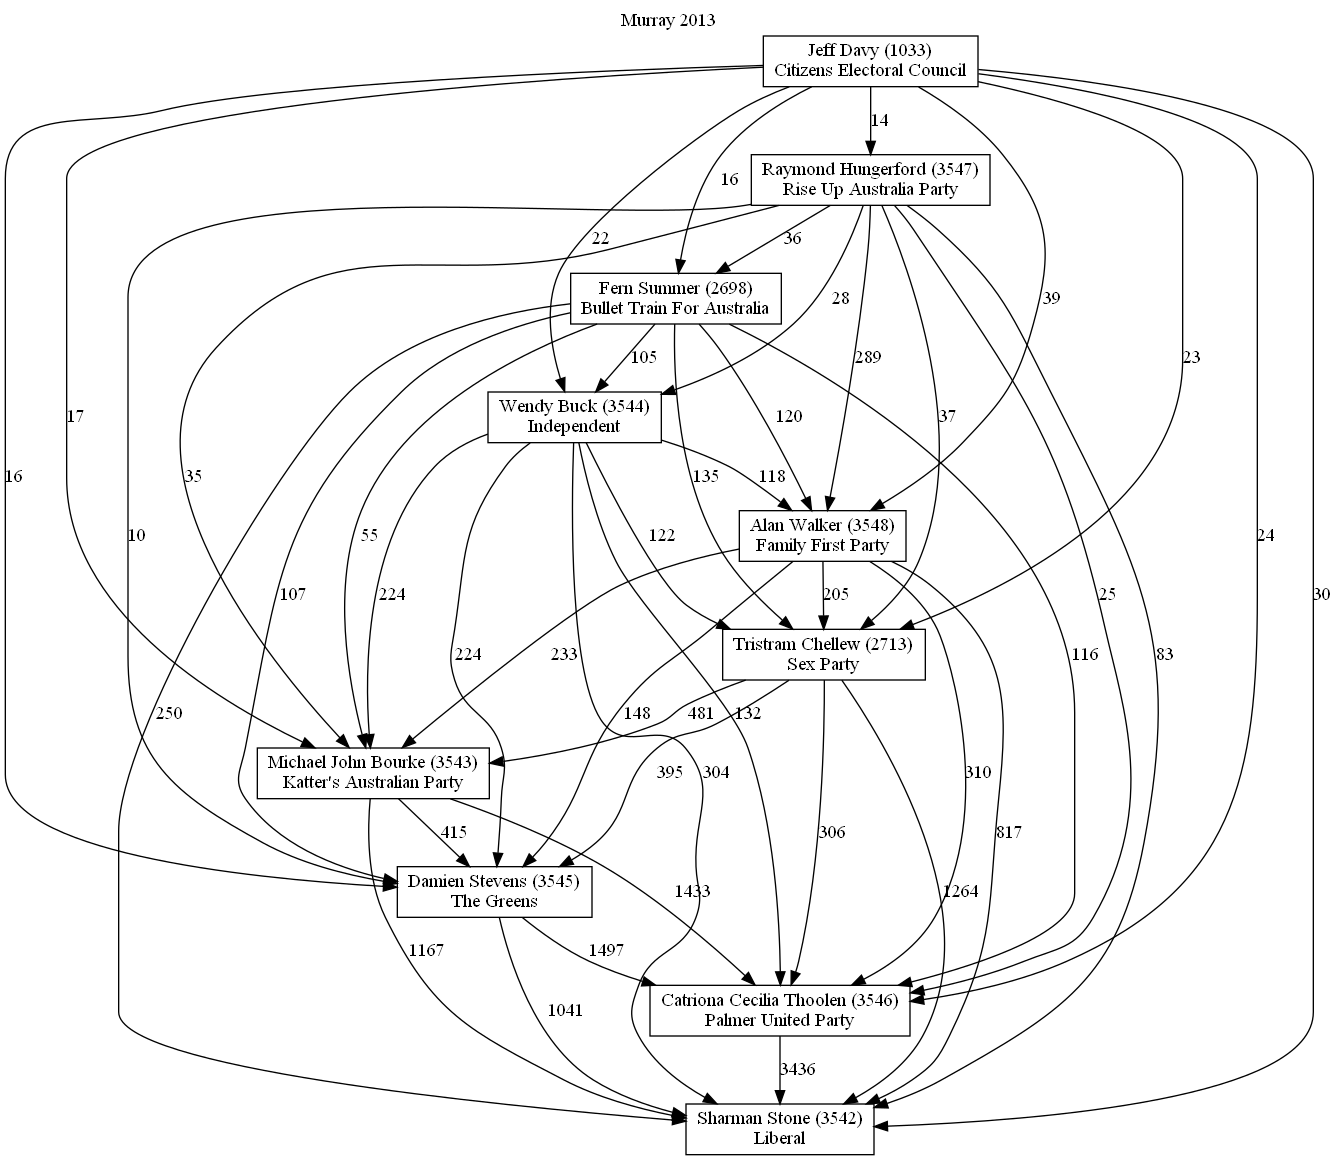 Murray 2013
Jeff Davy (1033)
Citizens Electoral Council
14
Raymond Hungerford (3547)
Rise Up Australia Party
16
22
36
Fern Summer (2698)
Bullet Train For Australia
28
39
105
289
23
Wendy Buck (3544)
Independent
17
120
37
16
35
118
135
Alan Walker (3548)
Family First Party
10
55
122
24
107
224
205
25
30
Tristram Chellew (2713)
Sex Party
224
233
116
83
250
148
481
132
Michael John Bourke (3543)
Katter's Australian Party
395
304
310
415
306
817
Damien Stevens (3545)
The Greens
1433
1264
1167
1497
Catriona Cecilia Thoolen (3546)
Palmer United Party
1041
3436
Sharman Stone (3542)
Liberal